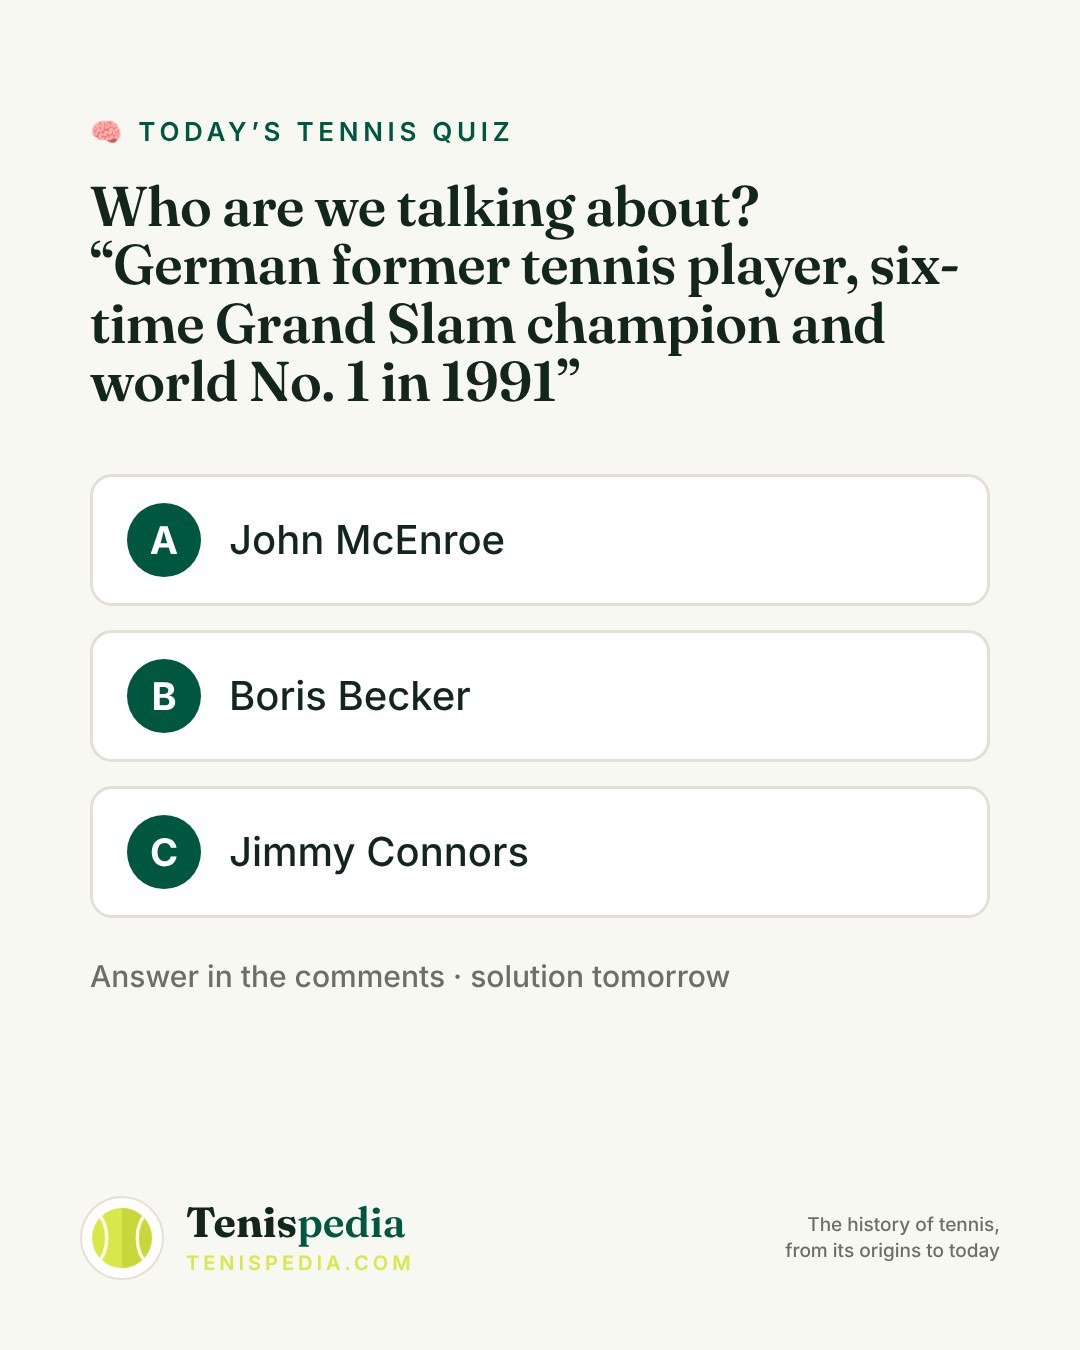 🧠 TODAY’S TENNIS QUIZ
Who are we talking about?
“German former tennis player, six-
time Grand Slam champion and
world No. 1 in 1991”
A John McEnroe
B Boris Becker
C Jimmy Connors
Answer in the comments · solution tomorrow
Tenispedia
TENISPEDIA.COM
The history of tennis,
from its origins to today